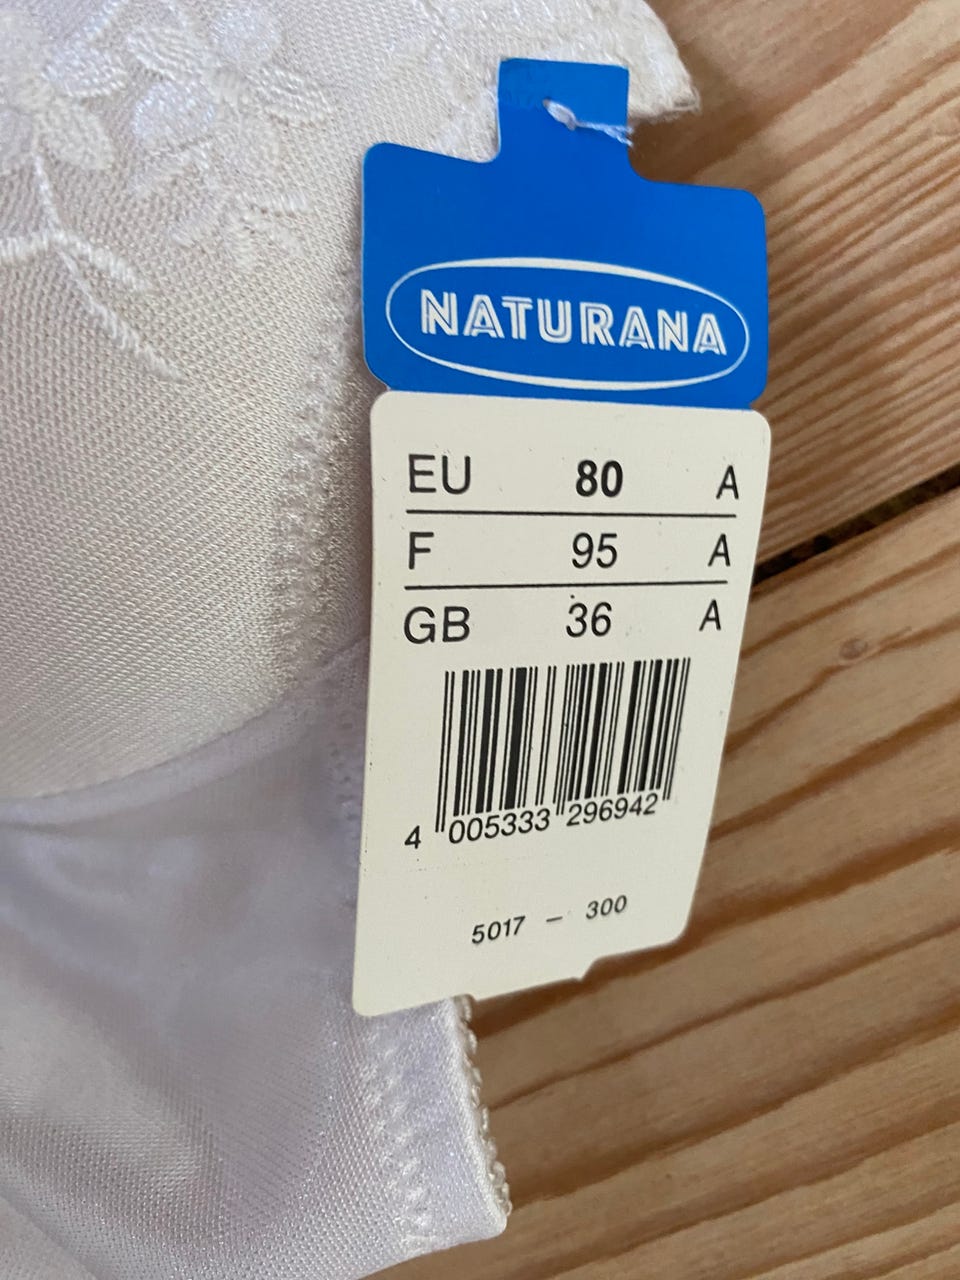 NATURANA
EU 80 A
F 95 A
GB 36 A
4 005333 296942
5017 – 300